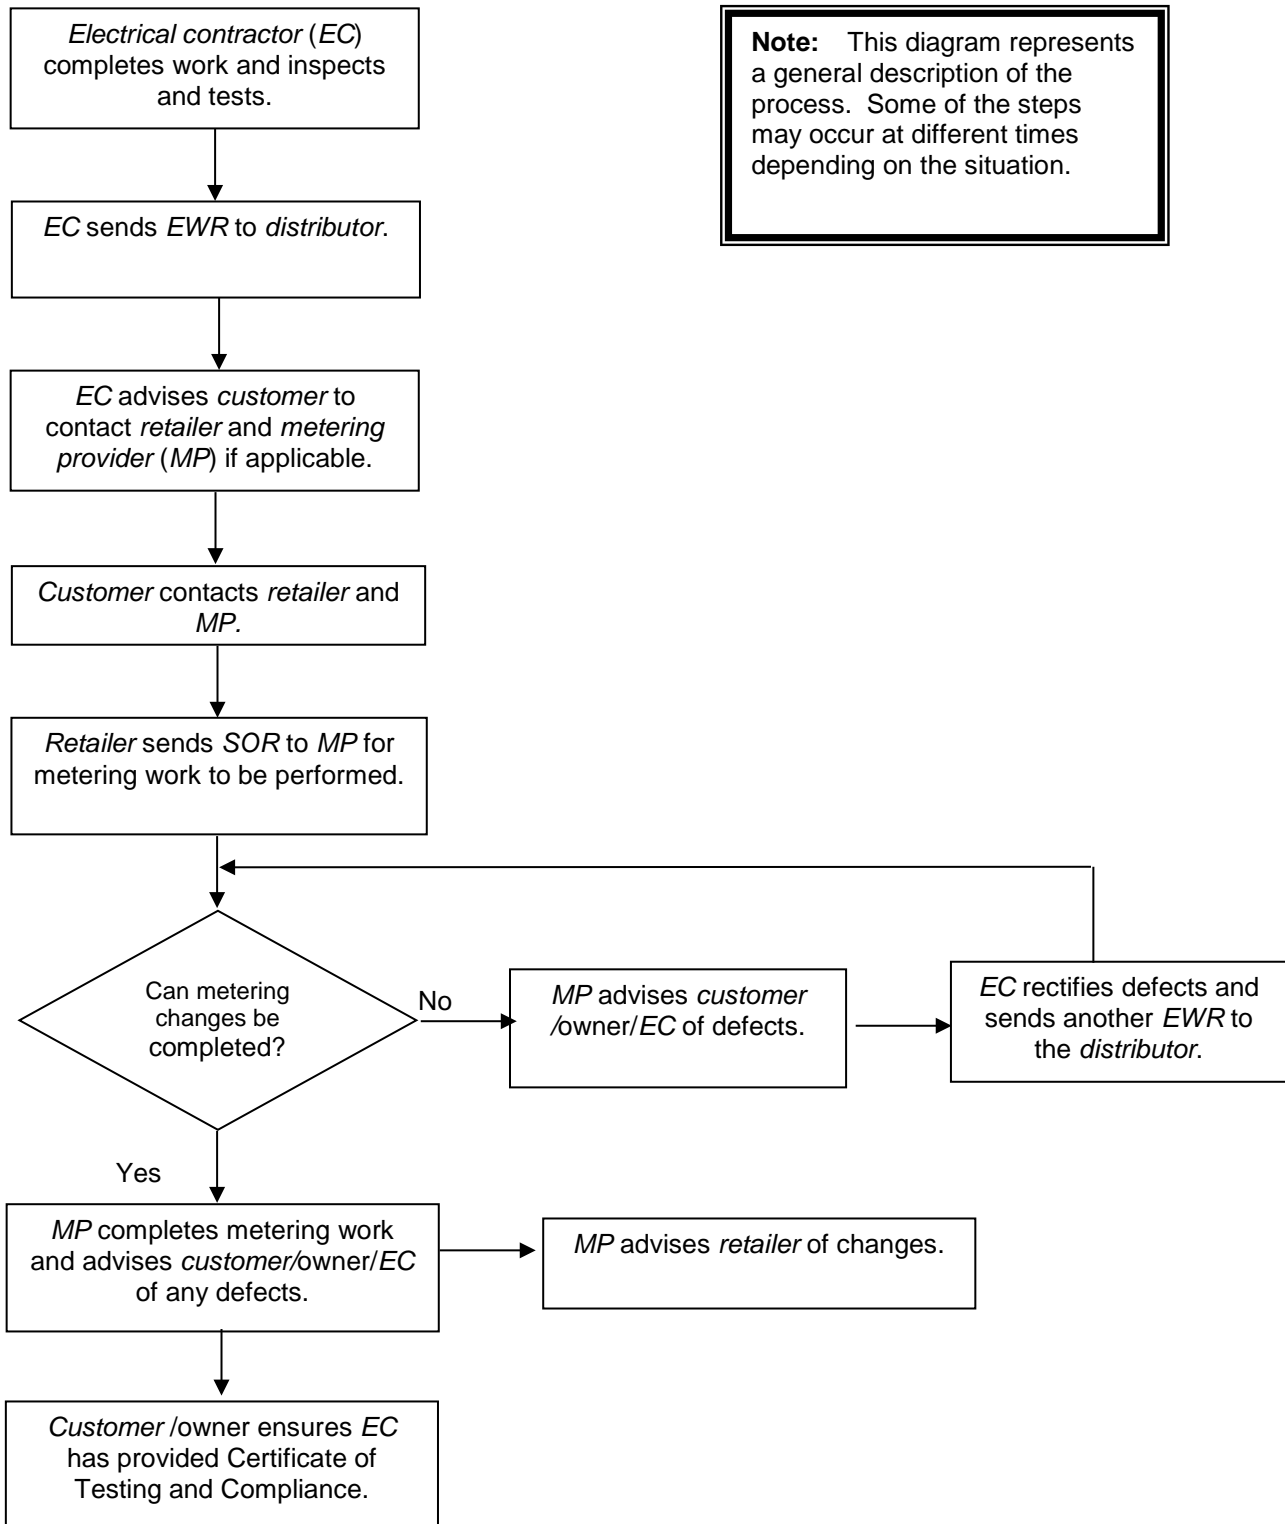 Electrical contractor (EC)
completes work and inspects
and tests.
Note: This diagram represents
a general description of the
process. Some of the steps
may occur at different times
depending on the situation.
EC sends EWR to distributor.
EC advises customer to
contact retailer and metering
provider (MP) if applicable.
Customer contacts retailer and
MP.
Retailer sends SOR to MP for
metering work to be performed.
Can metering
changes be
completed?
No
MP advises customer
/owner/EC of defects.
EC rectifies defects and
sends another EWR to
the distributor.
Yes
MP completes metering work
and advises customer/owner/EC
of any defects.
MP advises retailer of changes.
Customer /owner ensures EC
has provided Certificate of
Testing and Compliance.